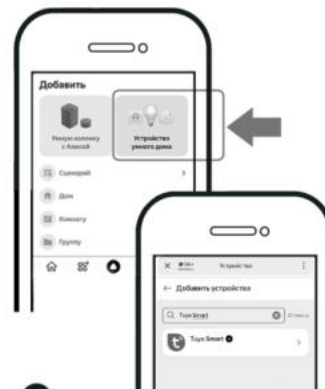 Добавить
Умную колонку
с Алисой
Устройство
умного дома
Сценарий
Дом
Комнату
Группу
Устройства
Добавить устройство
Tuya Smart
Tuya Smart